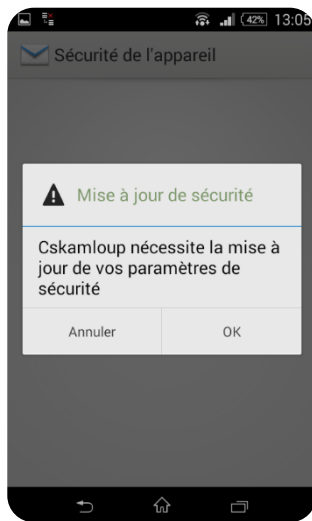 42% 13:05
Sécurité de l'appareil
Mise à jour de sécurité
Cskamloup nécessite la mise à
jour de vos paramètres de
sécurité
Annuler OK